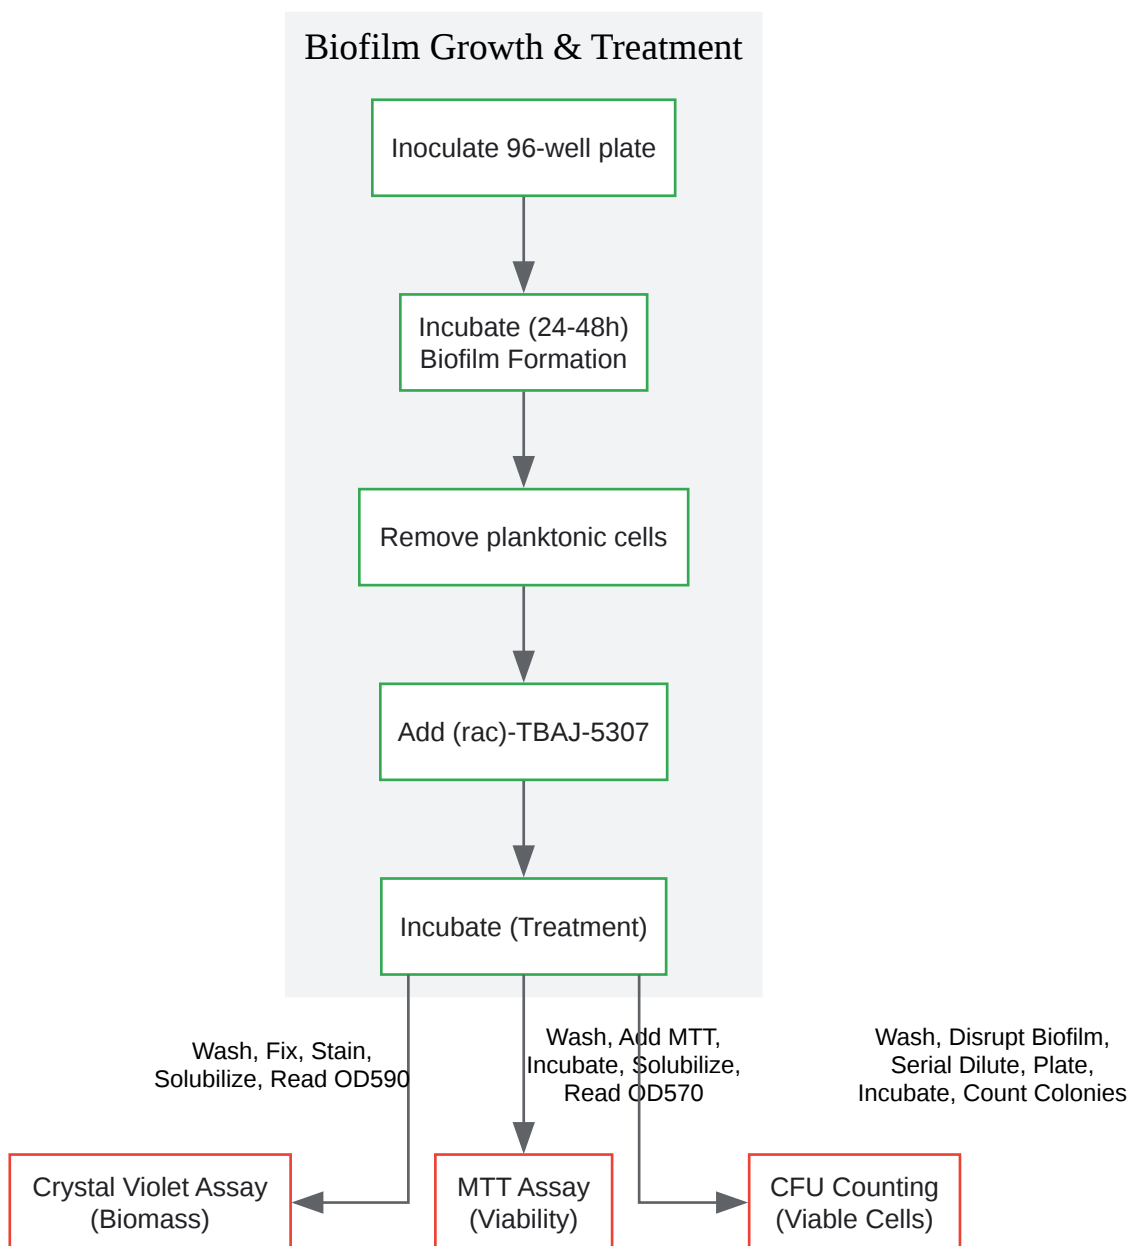 Biofilm Growth & Treatment
Inoculate 96-well plate
Incubate (24-48h)
Biofilm Formation
Remove planktonic cells
Add (rac)-TBAJ-5307
Incubate (Treatment)
Wash, Fix, Stain,
Solubilize, Read OD590
Wash, Add MTT,
Incubate, Solubilize,
Read OD570
Wash, Disrupt Biofilm,
Serial Dilute, Plate,
Incubate, Count Colonies
Crystal Violet Assay
(Biomass)
MTT Assay
(Viability)
CFU Counting
(Viable Cells)